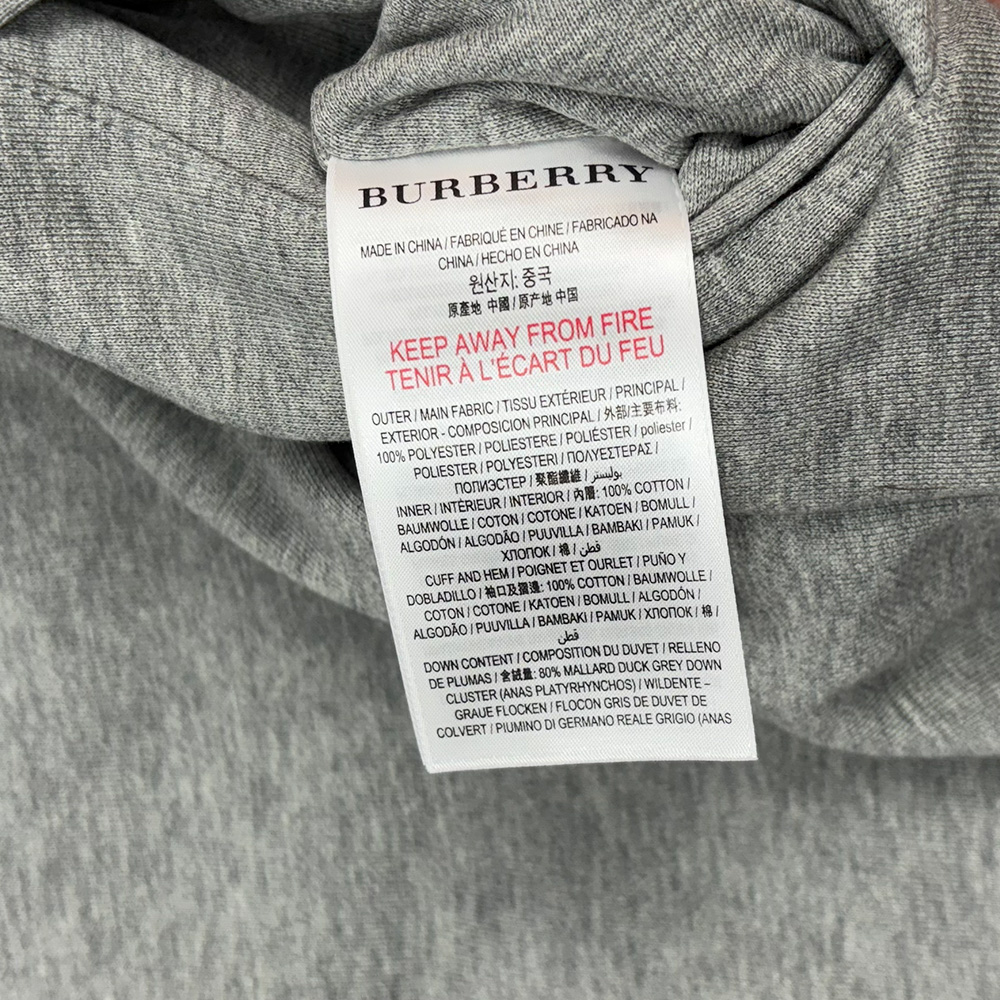 BURBERRY
MADE IN CHINA / FABRIQUÉ EN CHINE / FABRICADO NA
CHINA / HECHO EN CHINA
원산지: 중국
原產地 中國 / 原产地 中国
KEEP AWAY FROM FIRE
TENIR À L'ÉCART DU FEU
OUTER / MAIN FABRIC / TISSU EXTÉRIEUR / PRINCIPAL /
EXTERIOR - COMPOSICION PRINCIPAL / 外部/主要布料:
100% POLYESTER / POLIESTERE / POLIÉSTER / poliester /
POLIESTER / POLYESTERI / ΠΟΛΥΕΣΤΕΡΑΣ /
ПОПИЭСТЕР / 聚酯纖維 / بوليستر /
INNER / INTÉRIEUR / INTERIOR / 內層: 100% COTTON /
BAUMWOLLE / COTON / COTONE / KATOEN / BOMULL /
ALGODÓN / ALGODÃO / PUUVILLA / BAMBAKI / PAMUK /
ХЛОПОК / 棉 / قطن /
CUFF AND HEM / POIGNET ET OURLET / PUÑO Y
DOBLADILLO / 袖口及摺邊: 100% COTTON / BAUMWOLLE /
COTON / COTONE / KATOEN / BOMULL / ALGODÓN /
ALGODÃO / PUUVILLA / BAMBAKI / PAMUK / ХЛОПОК / 棉 /
قطن
DOWN CONTENT / COMPOSITION DU DUVET / RELLENO
DE PLUMAS / 含絨量: 80% MALLARD DUCK GREY DOWN
CLUSTER (ANAS PLATYRHYNCHOS) / WILDENTE –
GRAUE FLOCKEN / FLOCON GRIS DE DUVET DE
COLVERT / PIUMINO DI GERMANO REALE GRIGIO (ANAS